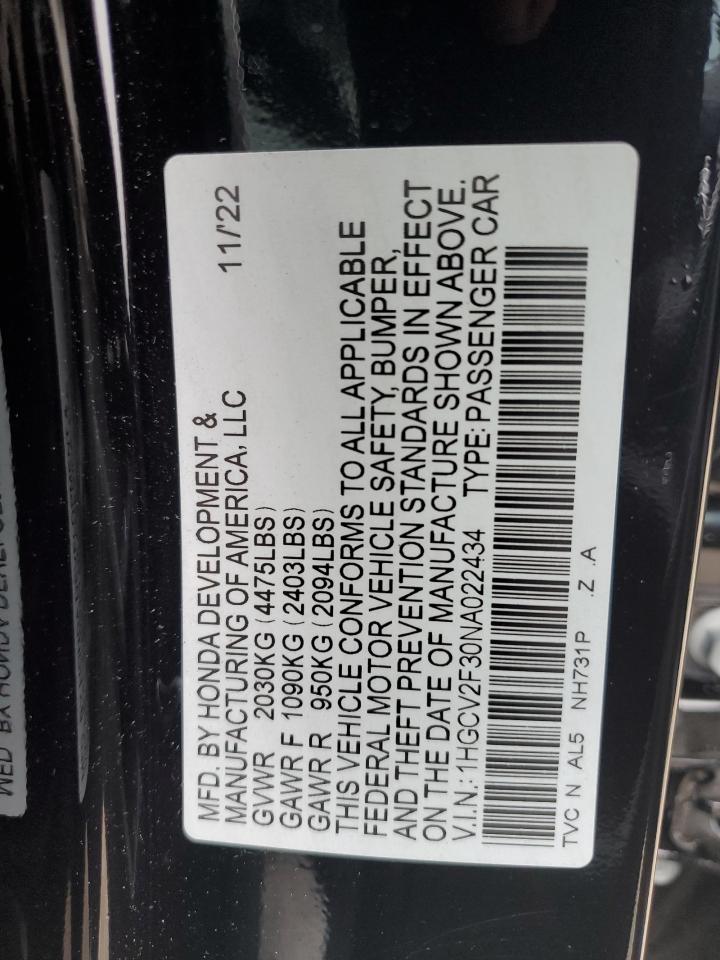 MFD. BY HONDA DEVELOPMENT &
MANUFACTURING OF AMERICA, LLC 11/'22
GVWR 2030KG (4475LBS)
GAWR F 1090KG (2403LBS)
GAWR R 950KG (2094LBS)
THIS VEHICLE CONFORMS TO ALL APPLICABLE
FEDERAL MOTOR VEHICLE SAFETY, BUMPER,
AND THEFT PREVENTION STANDARDS IN EFFECT
ON THE DATE OF MANUFACTURE SHOWN ABOVE.
V.I.N.: 1HGCV2F30NA022434 TYPE: PASSENGER CAR
TVC N AL5 NH731P .Z .A